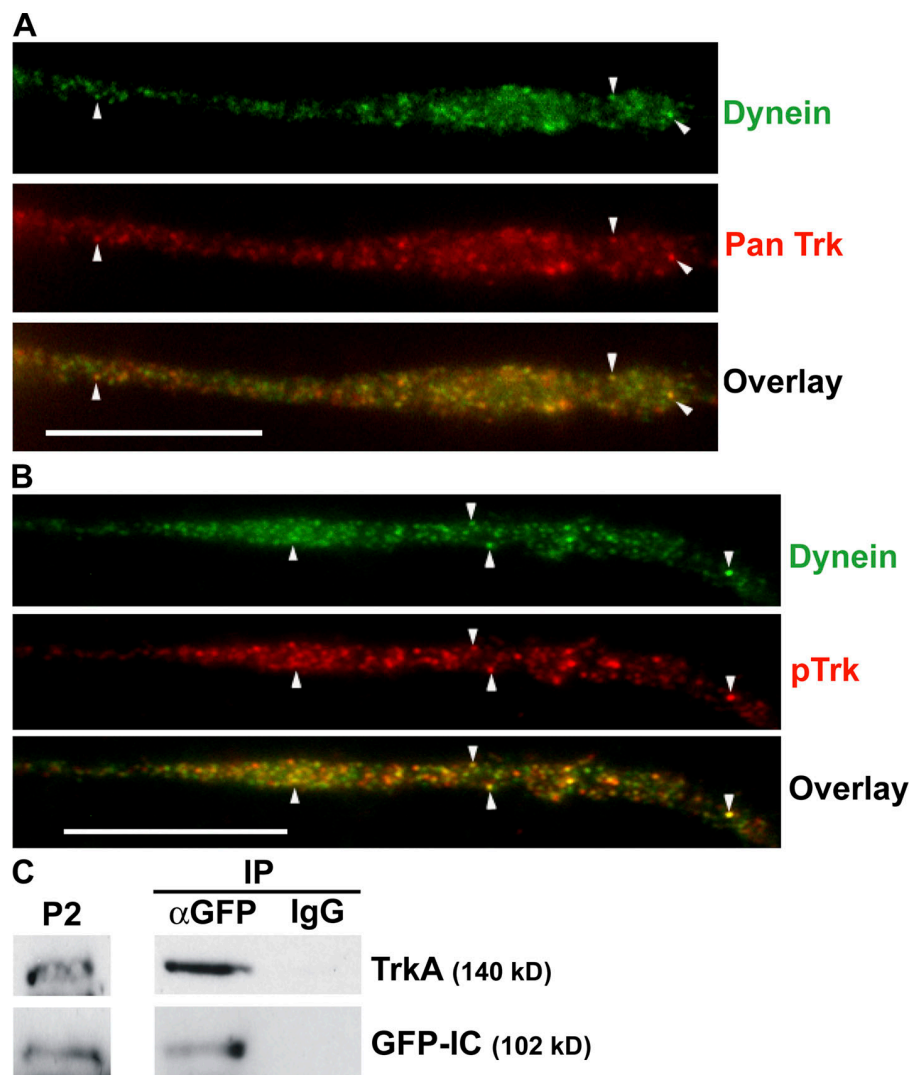 A
Dynein
Pan Trk
Overlay
B
Dynein
pTrk
Overlay
C
IP
P2
αGFP IgG
TrkA (140 kD)
GFP-IC (102 kD)